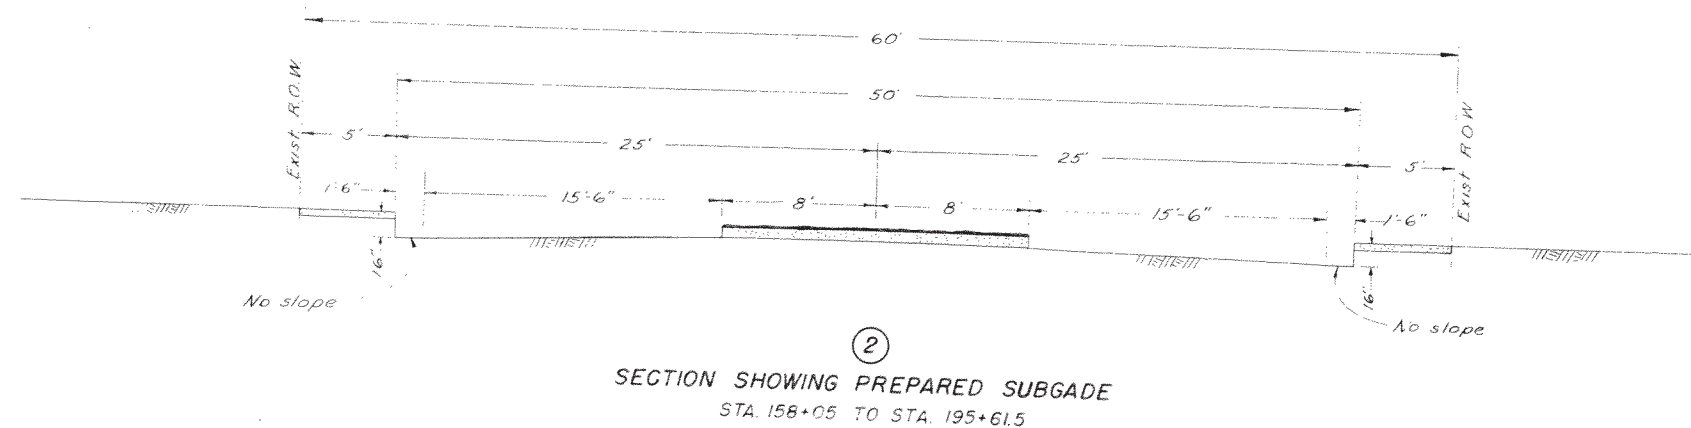 60'
50'
Exist. R.O.W.
5'
25'
25'
5'
Exist ROW
1'-6"
15'-6"
8'
8'
15'-6"
1'-6"
16"
16"
No slope
No slope
2
SECTION SHOWING PREPARED SUBGADE
STA. 158+05 TO STA. 195+61.5